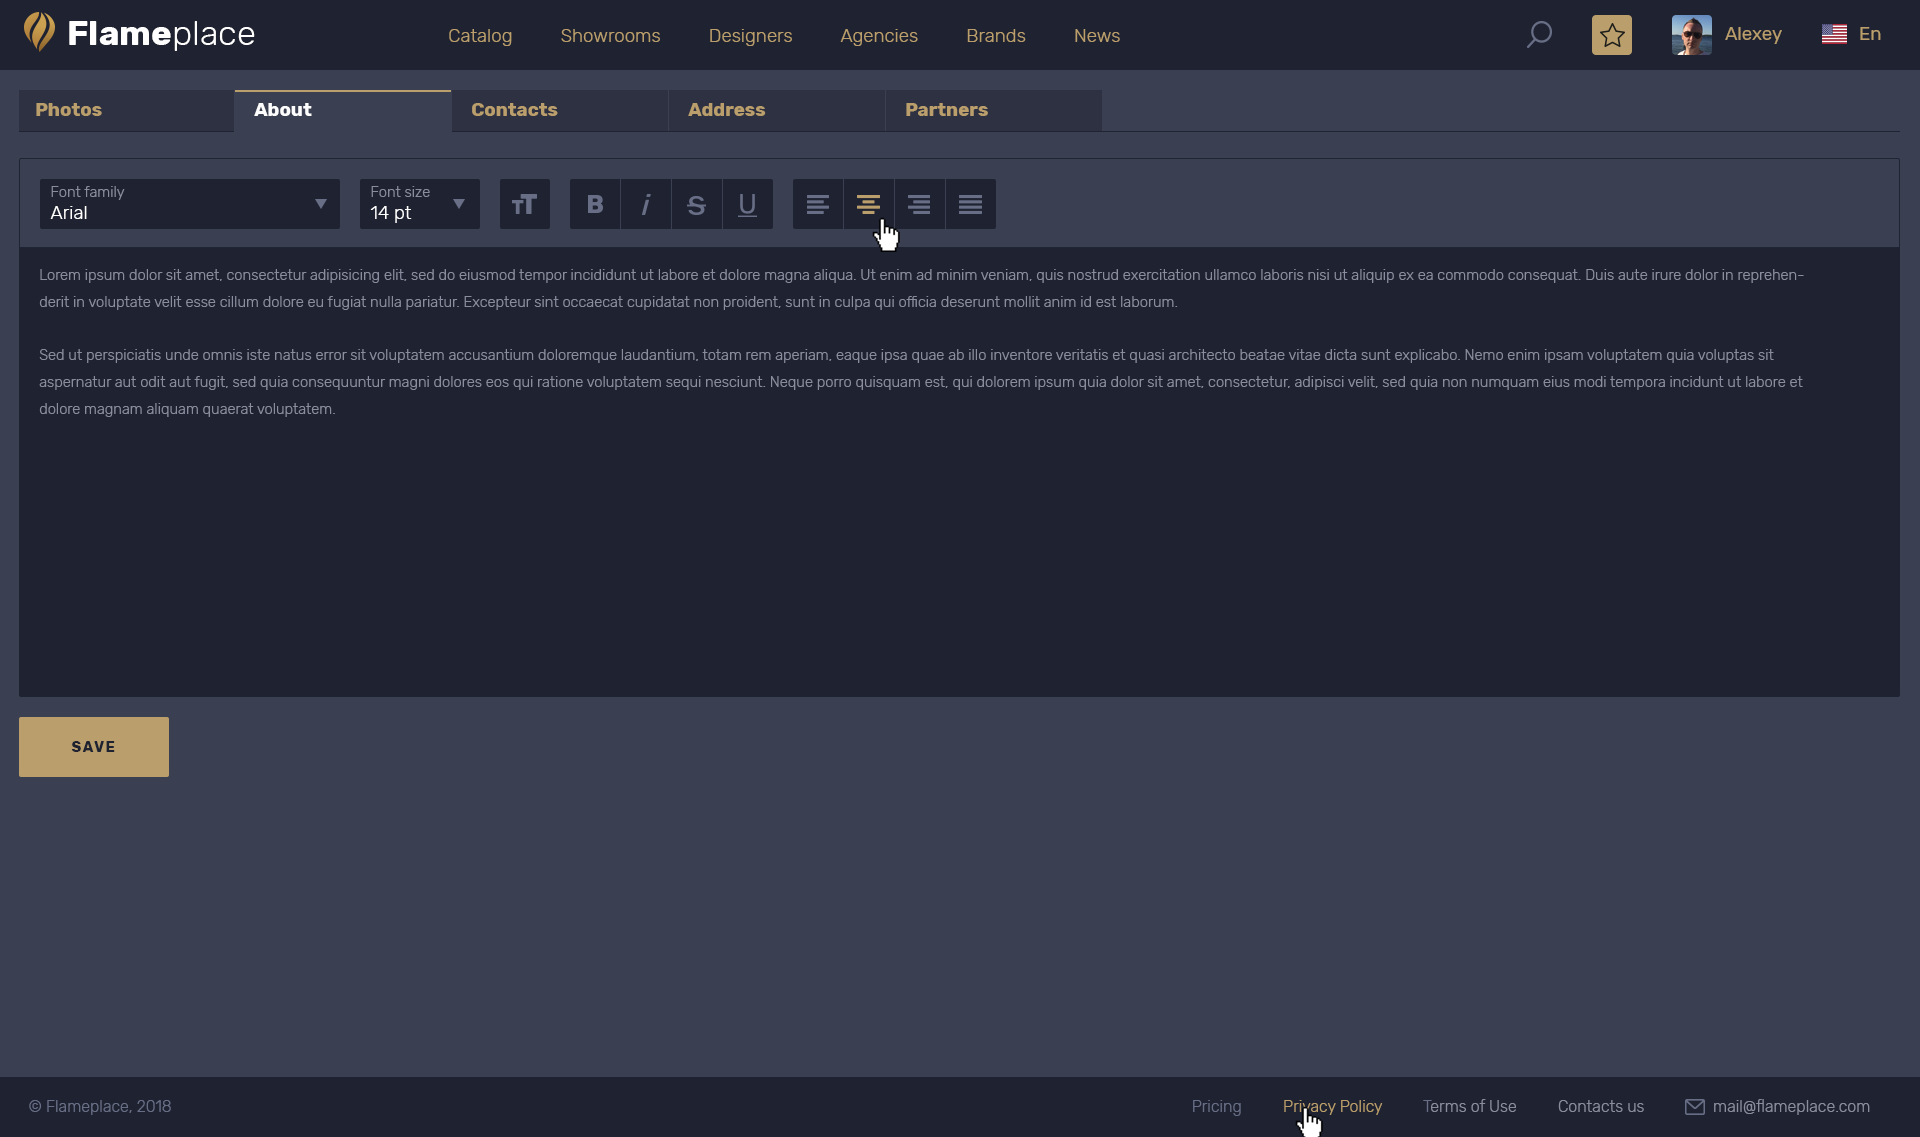 Flameplace
Catalog Showrooms Designers Agencies Brands News
Alexey En
Photos About Contacts Address Partners
Font family Font size
Arial 14 pt
TT B i S U
Lorem ipsum dolor sit amet, consectetur adipisicing elit, sed do eiusmod tempor incididunt ut labore et dolore magna aliqua. Ut enim ad minim veniam, quis nostrud exercitation ullamco laboris nisi ut aliquip ex ea commodo consequat. Duis aute irure dolor in reprehen-
derit in voluptate velit esse cillum dolore eu fugiat nulla pariatur. Excepteur sint occaecat cupidatat non proident, sunt in culpa qui officia deserunt mollit anim id est laborum.
Sed ut perspiciatis unde omnis iste natus error sit voluptatem accusantium doloremque laudantium, totam rem aperiam, eaque ipsa quae ab illo inventore veritatis et quasi architecto beatae vitae dicta sunt explicabo. Nemo enim ipsam voluptatem quia voluptas sit
aspernatur aut odit aut fugit, sed quia consequuntur magni dolores eos qui ratione voluptatem sequi nesciunt. Neque porro quisquam est, qui dolorem ipsum quia dolor sit amet, consectetur, adipisci velit, sed quia non numquam eius modi tempora incidunt ut labore et
dolore magnam aliquam quaerat voluptatem.
SAVE
© Flameplace, 2018 Pricing Privacy Policy Terms of Use Contacts us mail@flameplace.com